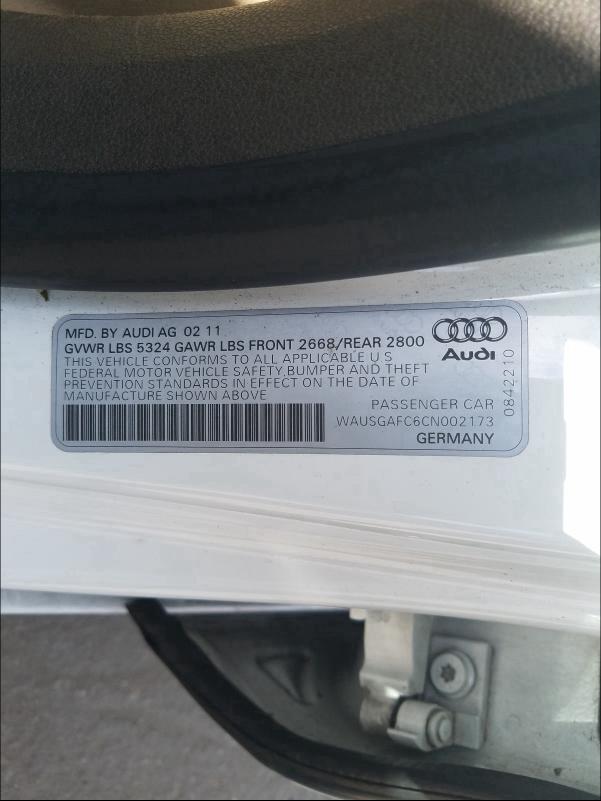 MFD. BY AUDI AG 02 11
GVWR LBS 5324 GAWR LBS FRONT 2668/REAR 2800
THIS VEHICLE CONFORMS TO ALL APPLICABLE U S
FEDERAL MOTOR VEHICLE SAFETY, BUMPER AND THEFT
PREVENTION STANDARDS IN EFFECT ON THE DATE OF
MANUFACTURE SHOWN ABOVE
Audi
PASSENGER CAR
WAUSGAFC6CN002173
GERMANY
0842210